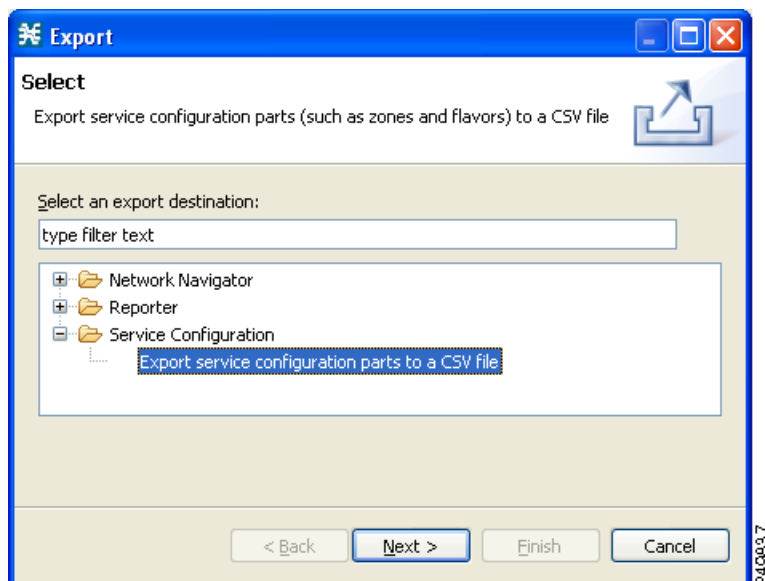 Export
Select
Export service configuration parts (such as zones and flavors) to a CSV file
Select an export destination:
type filter text
Network Navigator
Reporter
Service Configuration
Export service configuration parts to a CSV file
< Back Next > Finish Cancel
249837